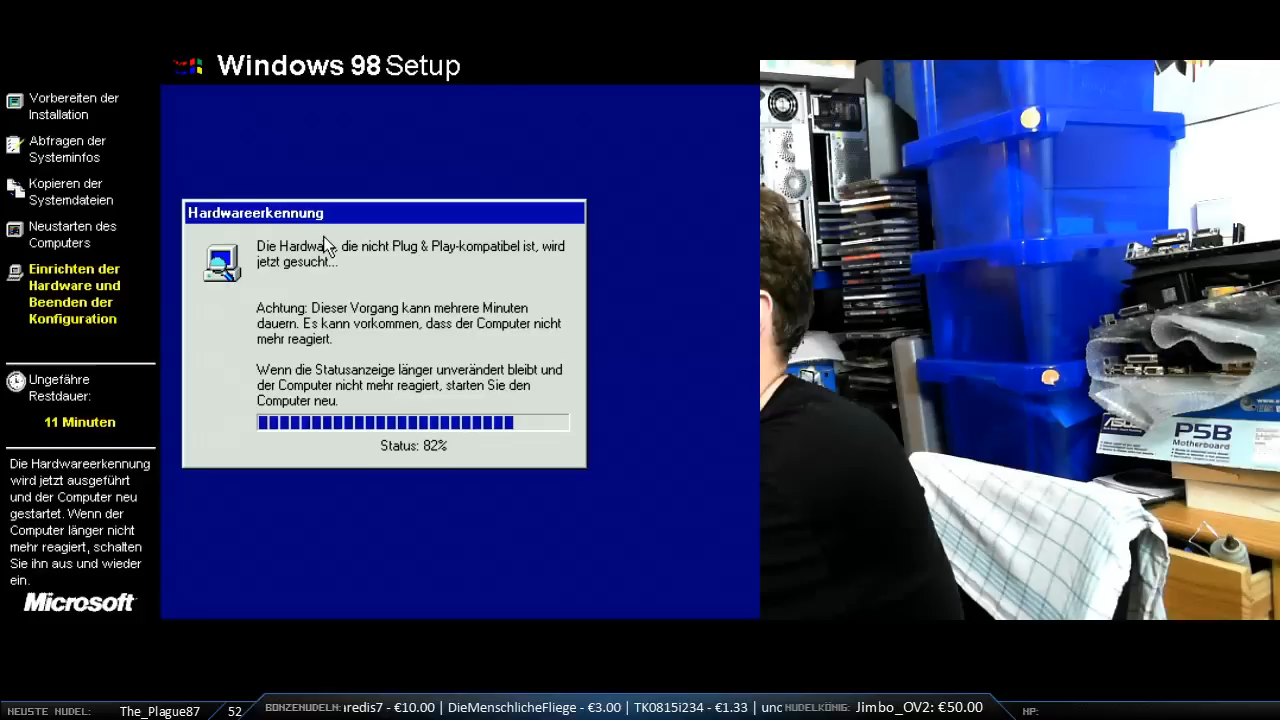 Windows 98 Setup
Vorbereiten der
Installation
Abfragen der
Systeminfos
Kopieren der
Systemdateien
Neustarten des
Computers
Einrichten der
Hardware und
Beenden der
Konfiguration
Ungefähre
Restdauer:
11 Minuten
Die Hardwareerkennung
wird jetzt ausgeführt
und der Computer neu
gestartet. Wenn der
Computer länger nicht
mehr reagiert, schalten
Sie ihn aus und wieder
ein.
Microsoft
Hardwareerkennung
Die die nicht Plug & Play-kompatibel ist, wird
jetzt gesucht...
Achtung: Dieser Vorgang kann mehrere Minuten
dauern. Es kann vorkommen, dass der Computer nicht
mehr reagiert.
Wenn die Statusanzeige länger unverändert bleibt und
der Computer nicht mehr reagiert, starten Sie den
Computer neu.
Status: 82%
P5B
Motherboard
HEUSTE NUDEL: The_Plague87 52 BONZENUDELN: redis7 - €10.00 | DieMenschlicheFliege - €3.00 | TK0815i234 - €1.33 | NUDELKÖNIG: Jimbo_OV2: €50.00 HP: